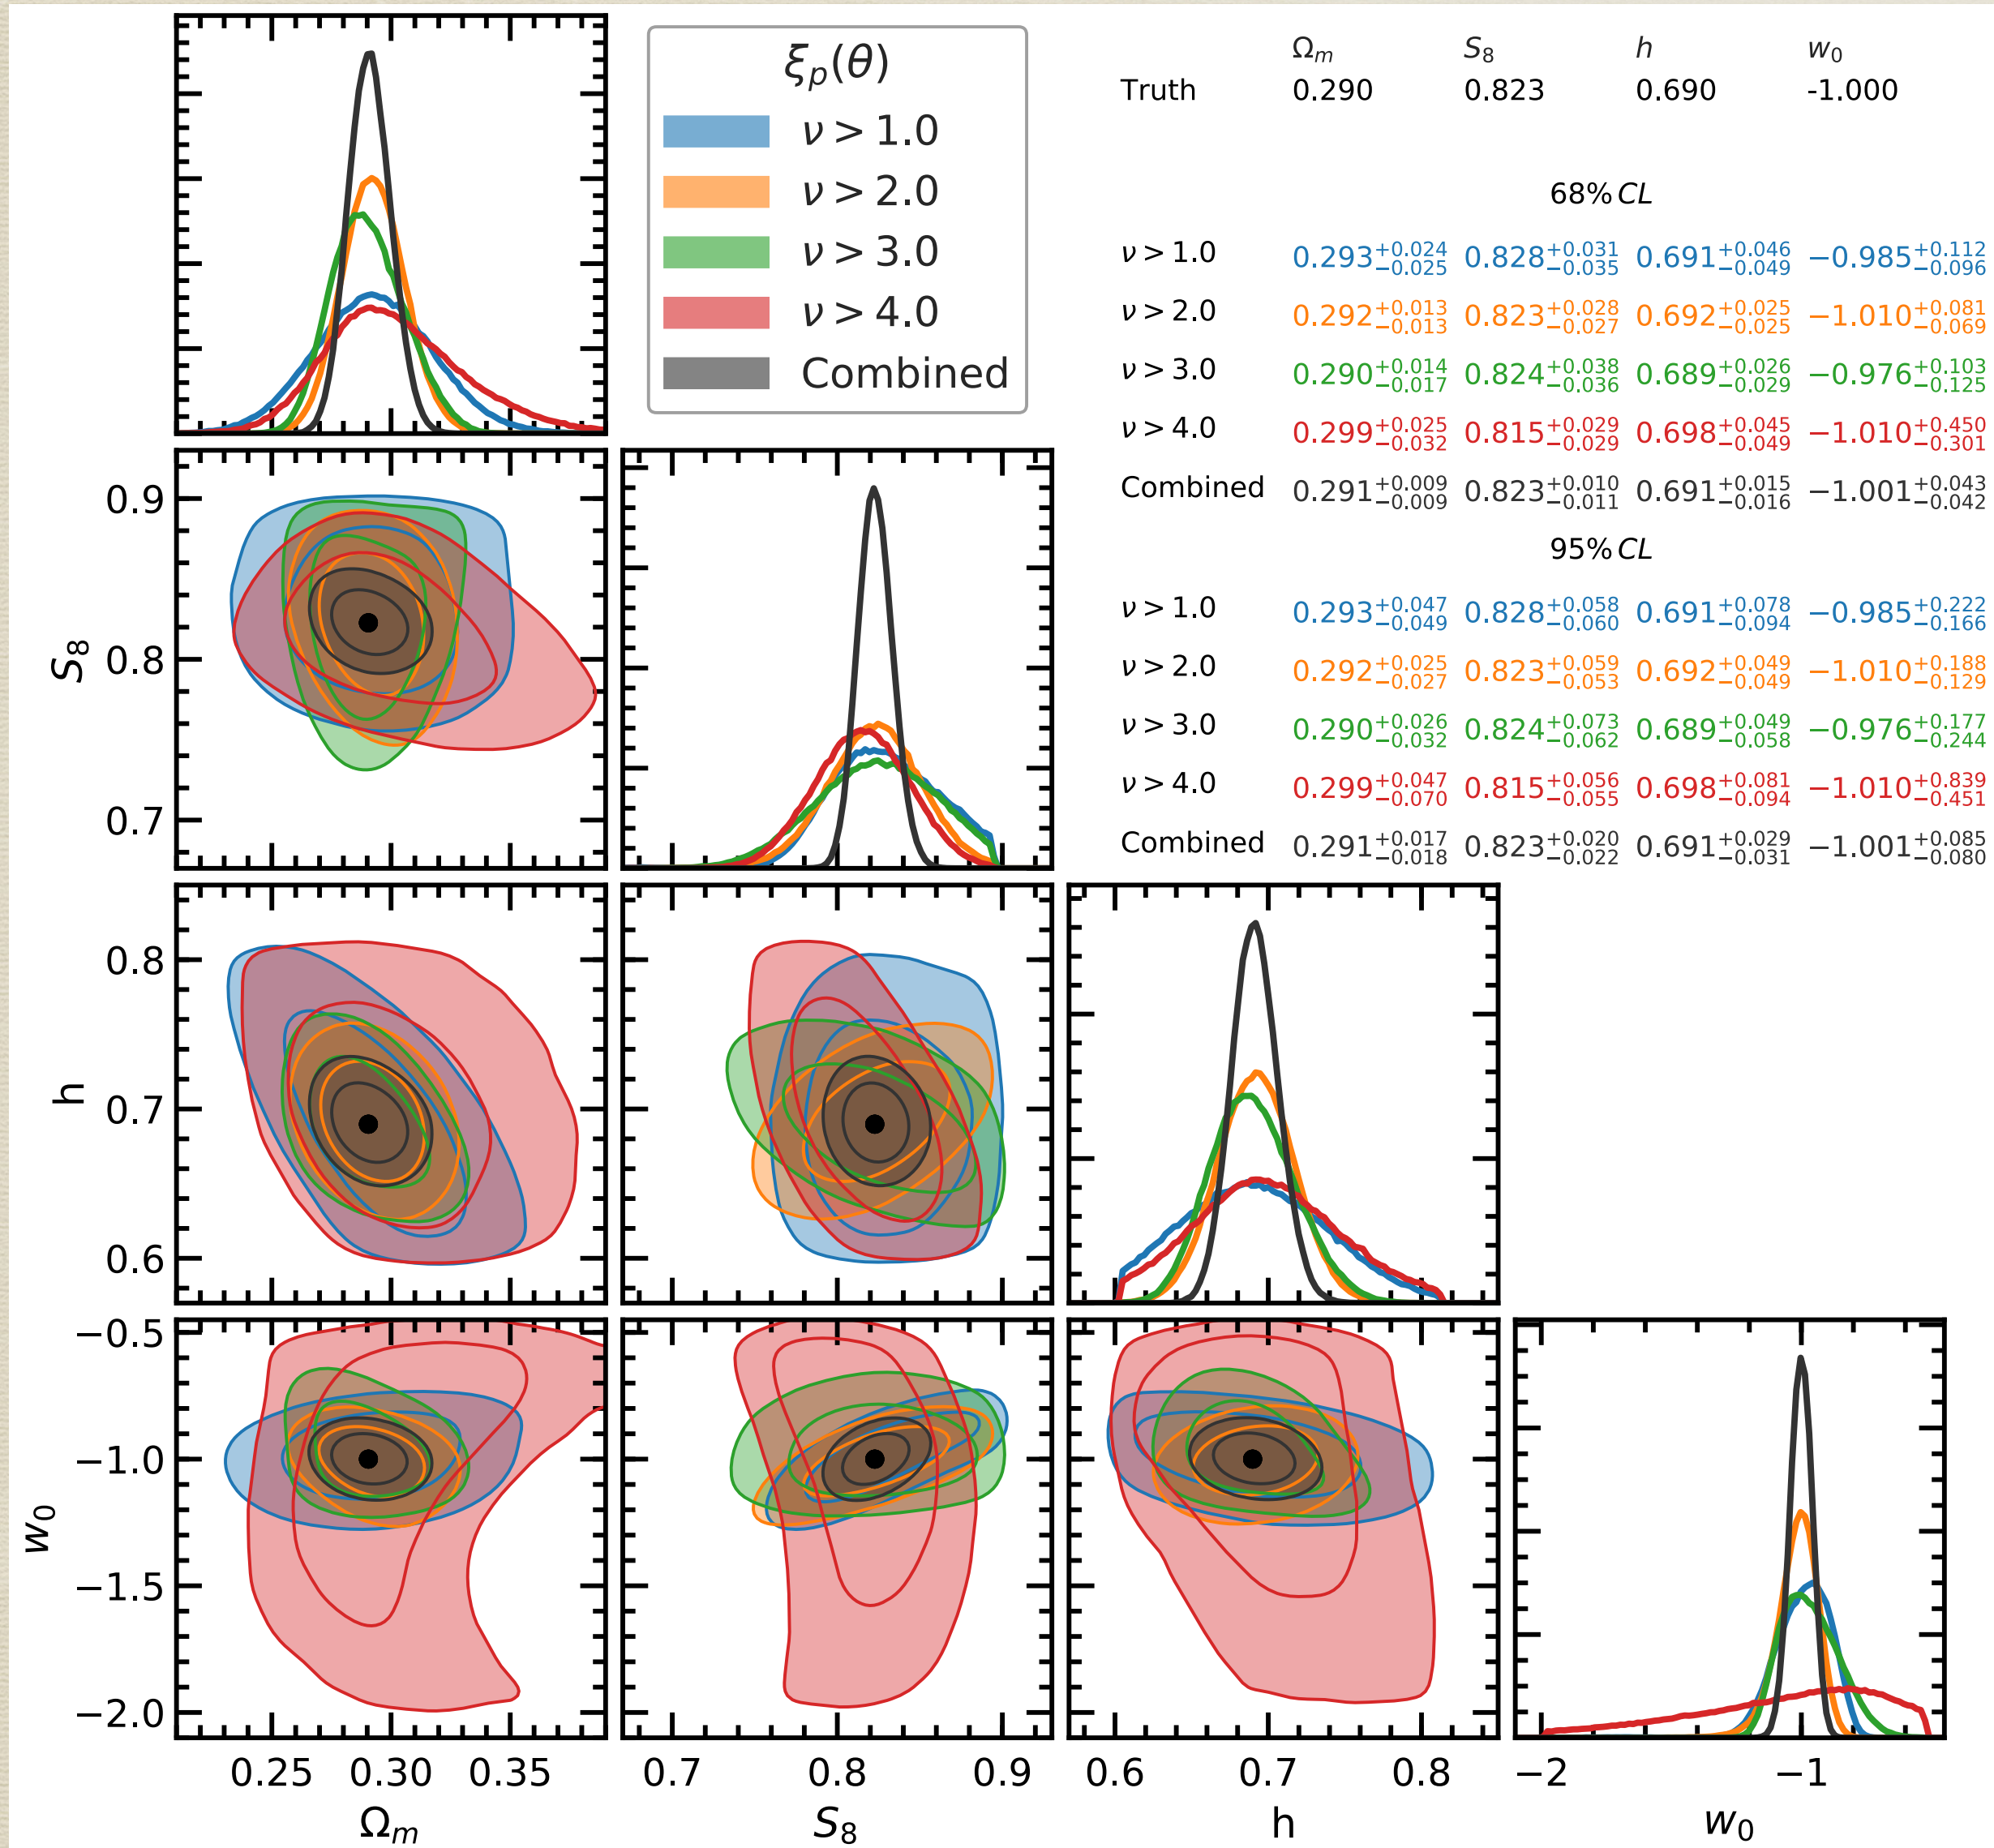 ξp(θ)
ν > 1.0
ν > 2.0
ν > 3.0
ν > 4.0
Combined
Ωm S8 h w0
Truth 0.290 0.823 0.690 -1.000
68% CL
ν > 1.0 0.293+0.024−0.025 0.828+0.031−0.035 0.691+0.046−0.049 −0.985+0.112−0.096
ν > 2.0 0.292+0.013−0.013 0.823+0.028−0.027 0.692+0.025−0.025 −1.010+0.081−0.069
ν > 3.0 0.290+0.014−0.017 0.824+0.038−0.036 0.689+0.026−0.029 −0.976+0.103−0.125
ν > 4.0 0.299+0.025−0.032 0.815+0.029−0.029 0.698+0.045−0.049 −1.010+0.450−0.301
Combined 0.291+0.009−0.009 0.823+0.010−0.011 0.691+0.015−0.016 −1.001+0.043−0.042
95% CL
ν > 1.0 0.293+0.047−0.049 0.828+0.058−0.060 0.691+0.078−0.094 −0.985+0.222−0.166
ν > 2.0 0.292+0.025−0.027 0.823+0.059−0.053 0.692+0.049−0.049 −1.010+0.188−0.129
ν > 3.0 0.290+0.026−0.032 0.824+0.073−0.062 0.689+0.049−0.058 −0.976+0.177−0.244
ν > 4.0 0.299+0.047−0.070 0.815+0.056−0.055 0.698+0.081−0.094 −1.010+0.839−0.451
Combined 0.291+0.017−0.018 0.823+0.020−0.022 0.691+0.029−0.031 −1.001+0.085−0.080
0.9
0.8
0.7
S8
0.8
0.7
0.6
h
−0.5
−1.0
−1.5
−2.0
w0
0.25 0.30 0.35
0.7 0.8 0.9
0.6 0.7 0.8
−2 −1
Ωm S8 h w0